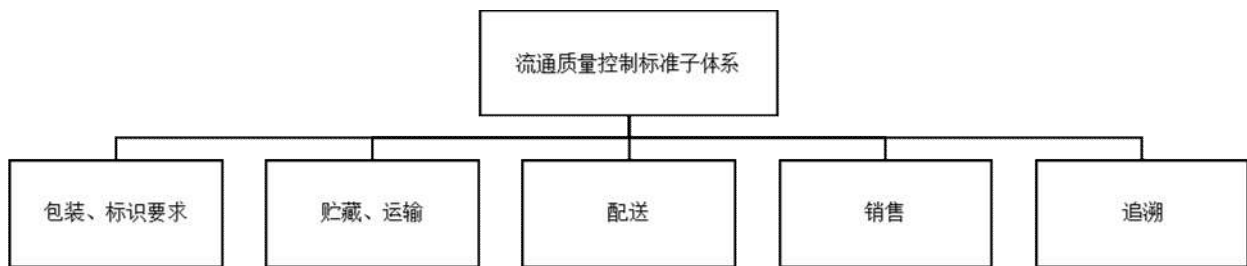 流通质量控制标准子体系
包装、标识要求
贮藏、运输
配送
销售
追溯